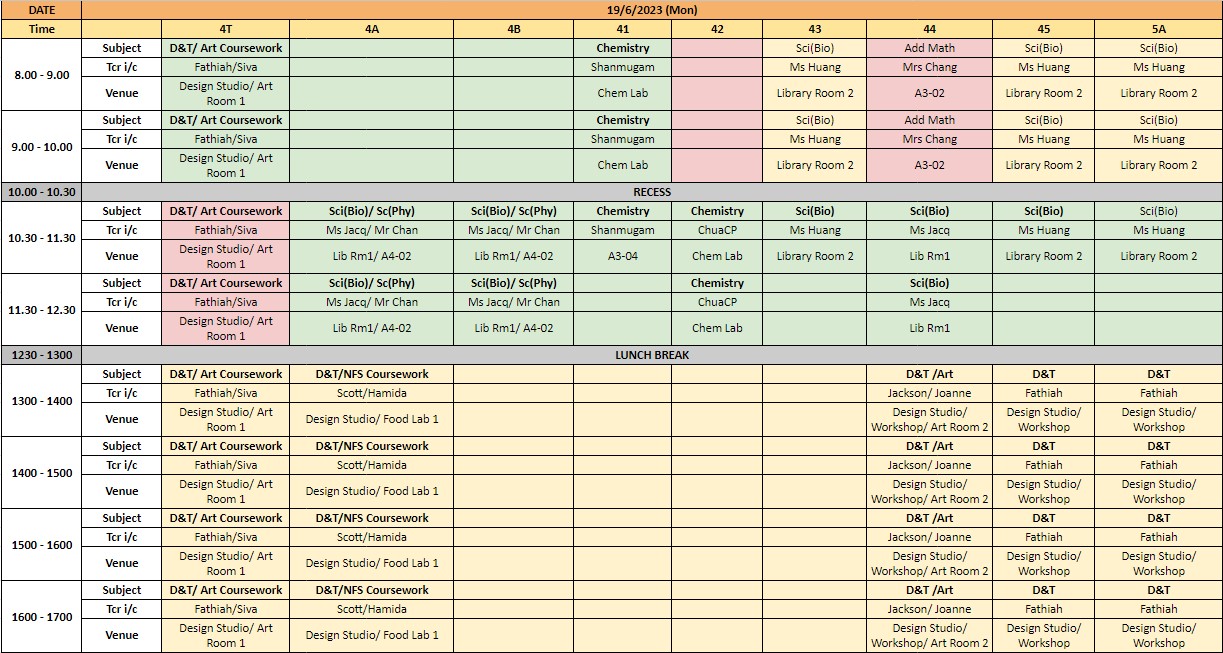 DATE 19/6/2023 (Mon)
Time 4T 4A 4B 41 42 43 44 45 5A
8.00 - 9.00
Subject D&T/ Art Coursework Chemistry Sci(Bio) Add Math Sci(Bio) Sci(Bio)
Tcr i/c Fathiah/Siva Shanmugam Ms Huang Mrs Chang Ms Huang Ms Huang
Venue Design Studio/ Art Room 1 Chem Lab Library Room 2 A3-02 Library Room 2 Library Room 2
9.00 - 10.00
Subject D&T/ Art Coursework Chemistry Sci(Bio) Add Math Sci(Bio) Sci(Bio)
Tcr i/c Fathiah/Siva Shanmugam Ms Huang Mrs Chang Ms Huang Ms Huang
Venue Design Studio/ Art Room 1 Chem Lab Library Room 2 A3-02 Library Room 2 Library Room 2
10.00 - 10.30 RECESS
10.30 - 11.30
Subject D&T/ Art Coursework Sci(Bio)/ Sc(Phy) Sci(Bio)/ Sc(Phy) Chemistry Chemistry Sci(Bio) Sci(Bio) Sci(Bio) Sci(Bio)
Tcr i/c Fathiah/Siva Ms Jacq/ Mr Chan Ms Jacq/ Mr Chan Shanmugam ChuaCP Ms Huang Ms Jacq Ms Huang Ms Huang
Venue Design Studio/ Art Room 1 Lib Rm1/ A4-02 Lib Rm1/ A4-02 A3-04 Chem Lab Library Room 2 Lib Rm1 Library Room 2 Library Room 2
11.30 - 12.30
Subject D&T/ Art Coursework Sci(Bio)/ Sc(Phy) Sci(Bio)/ Sc(Phy) Chemistry Sci(Bio)
Tcr i/c Fathiah/Siva Ms Jacq/ Mr Chan Ms Jacq/ Mr Chan ChuaCP Ms Jacq
Venue Design Studio/ Art Room 1 Lib Rm1/ A4-02 Lib Rm1/ A4-02 Chem Lab Lib Rm1
1230 - 1300 LUNCH BREAK
1300 - 1400
Subject D&T/ Art Coursework D&T/NFS Coursework D&T /Art D&T D&T
Tcr i/c Fathiah/Siva Scott/Hamida Jackson/ Joanne Fathiah Fathiah
Venue Design Studio/ Art Room 1 Design Studio/ Food Lab 1 Design Studio/ Workshop/ Art Room 2 Design Studio/ Workshop Design Studio/ Workshop
1400 - 1500
Subject D&T/ Art Coursework D&T/NFS Coursework D&T /Art D&T D&T
Tcr i/c Fathiah/Siva Scott/Hamida Jackson/ Joanne Fathiah Fathiah
Venue Design Studio/ Art Room 1 Design Studio/ Food Lab 1 Design Studio/ Workshop/ Art Room 2 Design Studio/ Workshop Design Studio/ Workshop
1500 - 1600
Subject D&T/ Art Coursework D&T/NFS Coursework D&T /Art D&T D&T
Tcr i/c Fathiah/Siva Scott/Hamida Jackson/ Joanne Fathiah Fathiah
Venue Design Studio/ Art Room 1 Design Studio/ Food Lab 1 Design Studio/ Workshop/ Art Room 2 Design Studio/ Workshop Design Studio/ Workshop
1600 - 1700
Subject D&T/ Art Coursework D&T/NFS Coursework D&T /Art D&T D&T
Tcr i/c Fathiah/Siva Scott/Hamida Jackson/ Joanne Fathiah Fathiah
Venue Design Studio/ Art Room 1 Design Studio/ Food Lab 1 Design Studio/ Workshop/ Art Room 2 Design Studio/ Workshop Design Studio/ Workshop